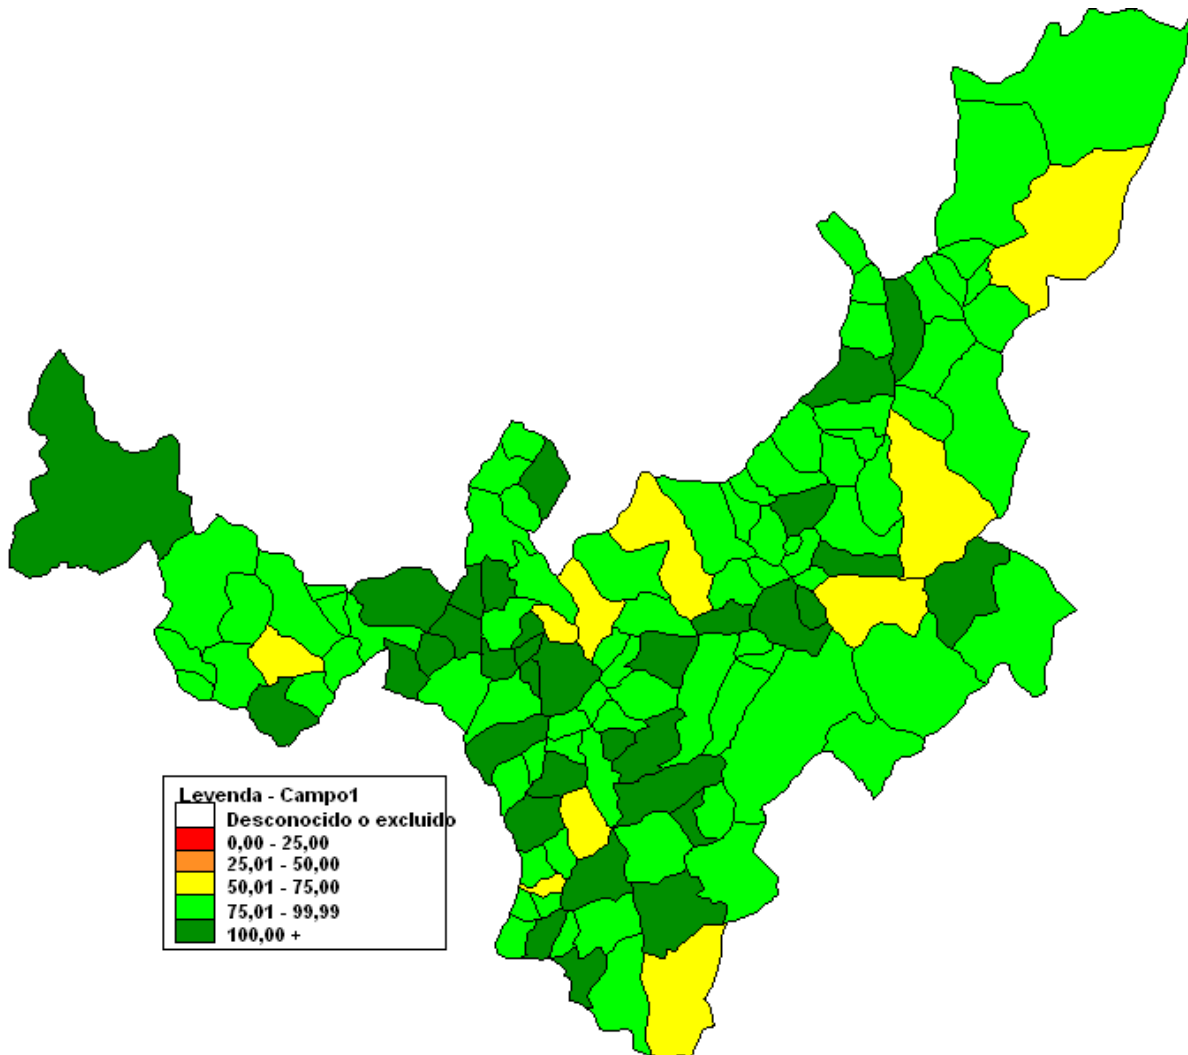 Leyenda - Campo1
Desconocido o excluido
0,00 - 25,00
25,01 - 50,00
50,01 - 75,00
75,01 - 99,99
100,00 +